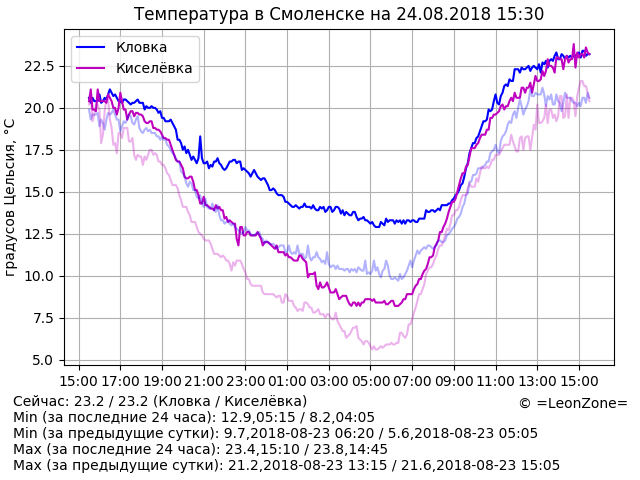 Температура в Смоленске на 24.08.2018 15:30
Кловка
Киселёвка
градусов Цельсия, °C
22.5
20.0
17.5
15.0
12.5
10.0
7.5
5.0
15:00 17:00 19:00 21:00 23:00 01:00 03:00 05:00 07:00 09:00 11:00 13:00 15:00
Сейчас: 23.2 / 23.2 (Кловка / Киселёвка)
© =LeonZone=
Min (за последние 24 часа): 12.9,05:15 / 8.2,04:05
Min (за предыдущие сутки): 9.7,2018-08-23 06:20 / 5.6,2018-08-23 05:05
Max (за последние 24 часа): 23.4,15:10 / 23.8,14:45
Max (за предыдущие сутки): 21.2,2018-08-23 13:15 / 21.6,2018-08-23 15:05